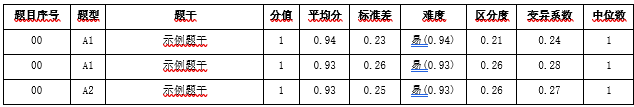 题目序号 题型 题干 分值 平均分 标准差 难度 区分度 变异系数 中位数
00 A1 示例题干 1 0.94 0.23 易(0.94) 0.21 0.24 1
00 A1 示例题干 1 0.93 0.26 易(0.93) 0.26 0.28 1
00 A2 示例题干 1 0.93 0.25 易(0.93) 0.26 0.27 1